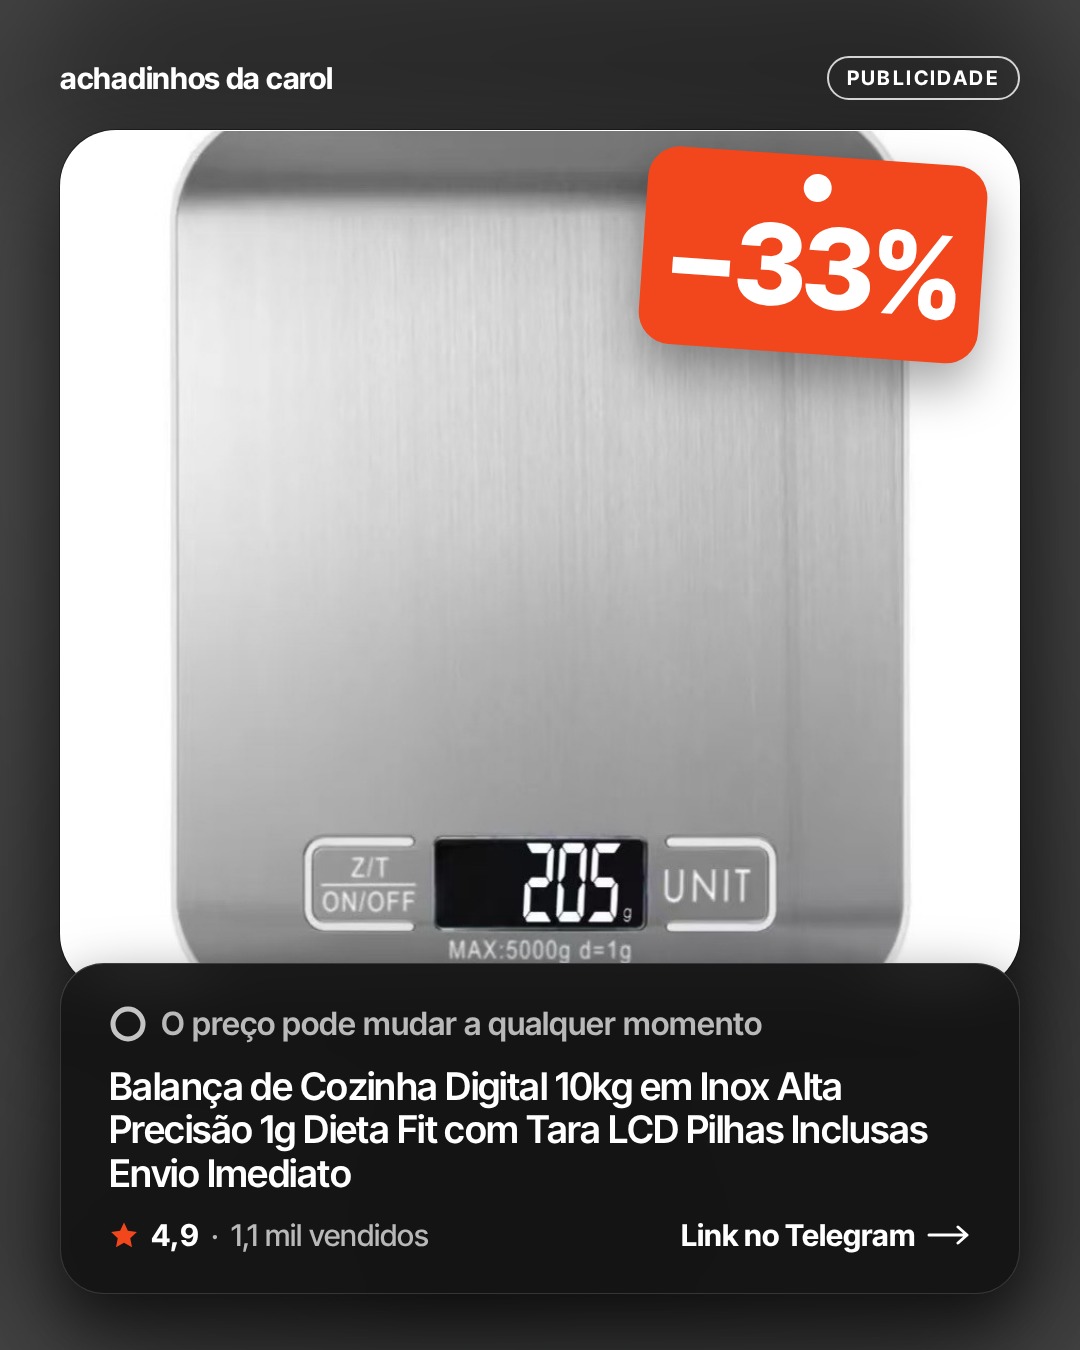 achadinhos da carol
PUBLICIDADE
−33%
Z/T
ON/OFF
205 g
UNIT
MAX:5000g d=1g
O preço pode mudar a qualquer momento
Balança de Cozinha Digital 10kg em Inox Alta
Precisão 1g Dieta Fit com Tara LCD Pilhas Inclusas
Envio Imediato
4,9 · 1,1 mil vendidos
Link no Telegram →